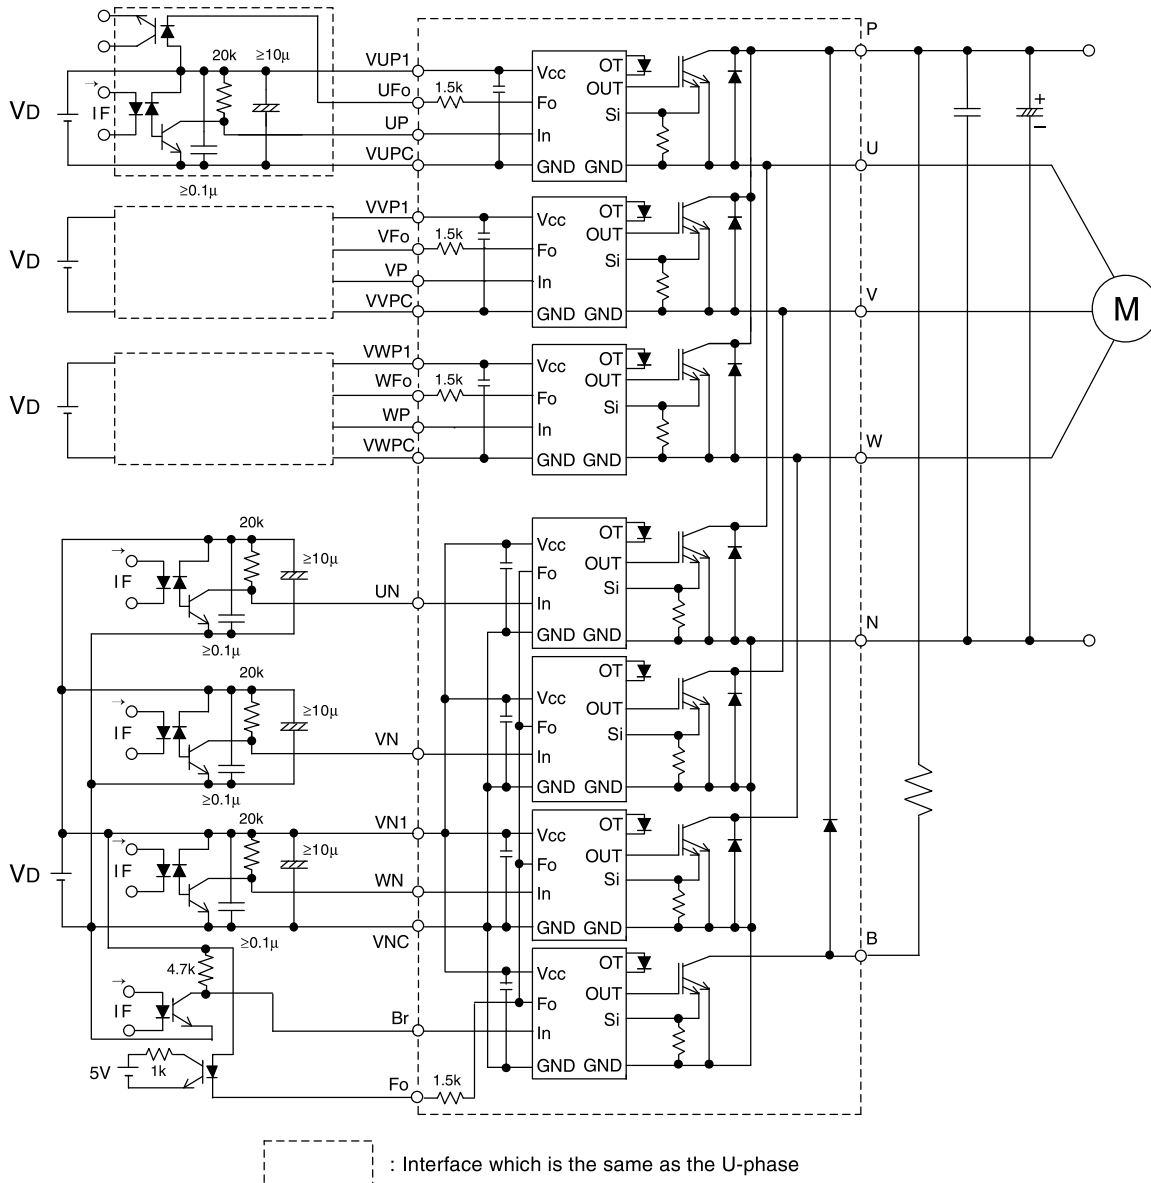 P
20k
≥10μ
VUP1
OT
Vcc
UFo
1.5k
OUT
+
VD
IF
Fo
Si
UP
In
–
VUPC
GND GND
U
≥0.1μ
VVP1
Vcc
OT
VFo
1.5k
OUT
VD
Fo
Si
VP
In
VVPC
GND GND
V
M
VWP1
Vcc
OT
WFo
1.5k
OUT
VD
Fo
Si
WP
In
VWPC
GND GND
W
20k
OT
≥10μ
Vcc
OUT
IF
Fo
Si
UN
In
GND GND
N
≥0.1μ
20k
OT
≥10μ
Vcc
OUT
IF
Fo
Si
VN
In
GND GND
≥0.1μ
20k
VN1
Vcc
OT
≥10μ
OUT
VD
IF
Fo
Si
WN
In
GND GND
VNC
≥0.1μ
B
4.7k
Vcc
OT
OUT
IF
Fo
Si
Br
In
5V
1k
GND GND
Fo
1.5k
: Interface which is the same as the U-phase